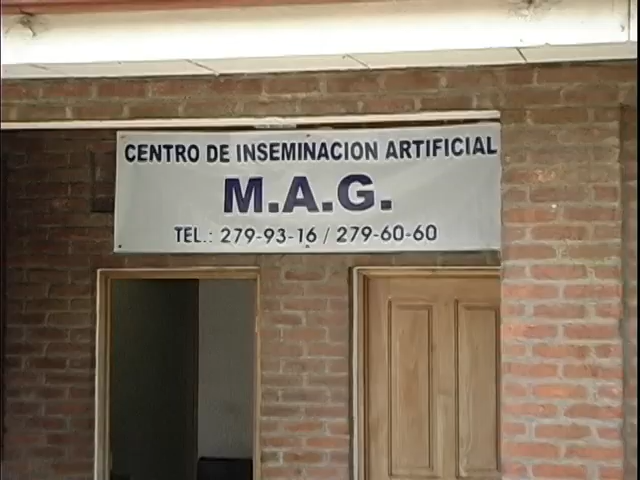 CENTRO DE INSEMINACION ARTIFICIAL
M.A.G.
TEL.: 279-93-16 / 279-60-60